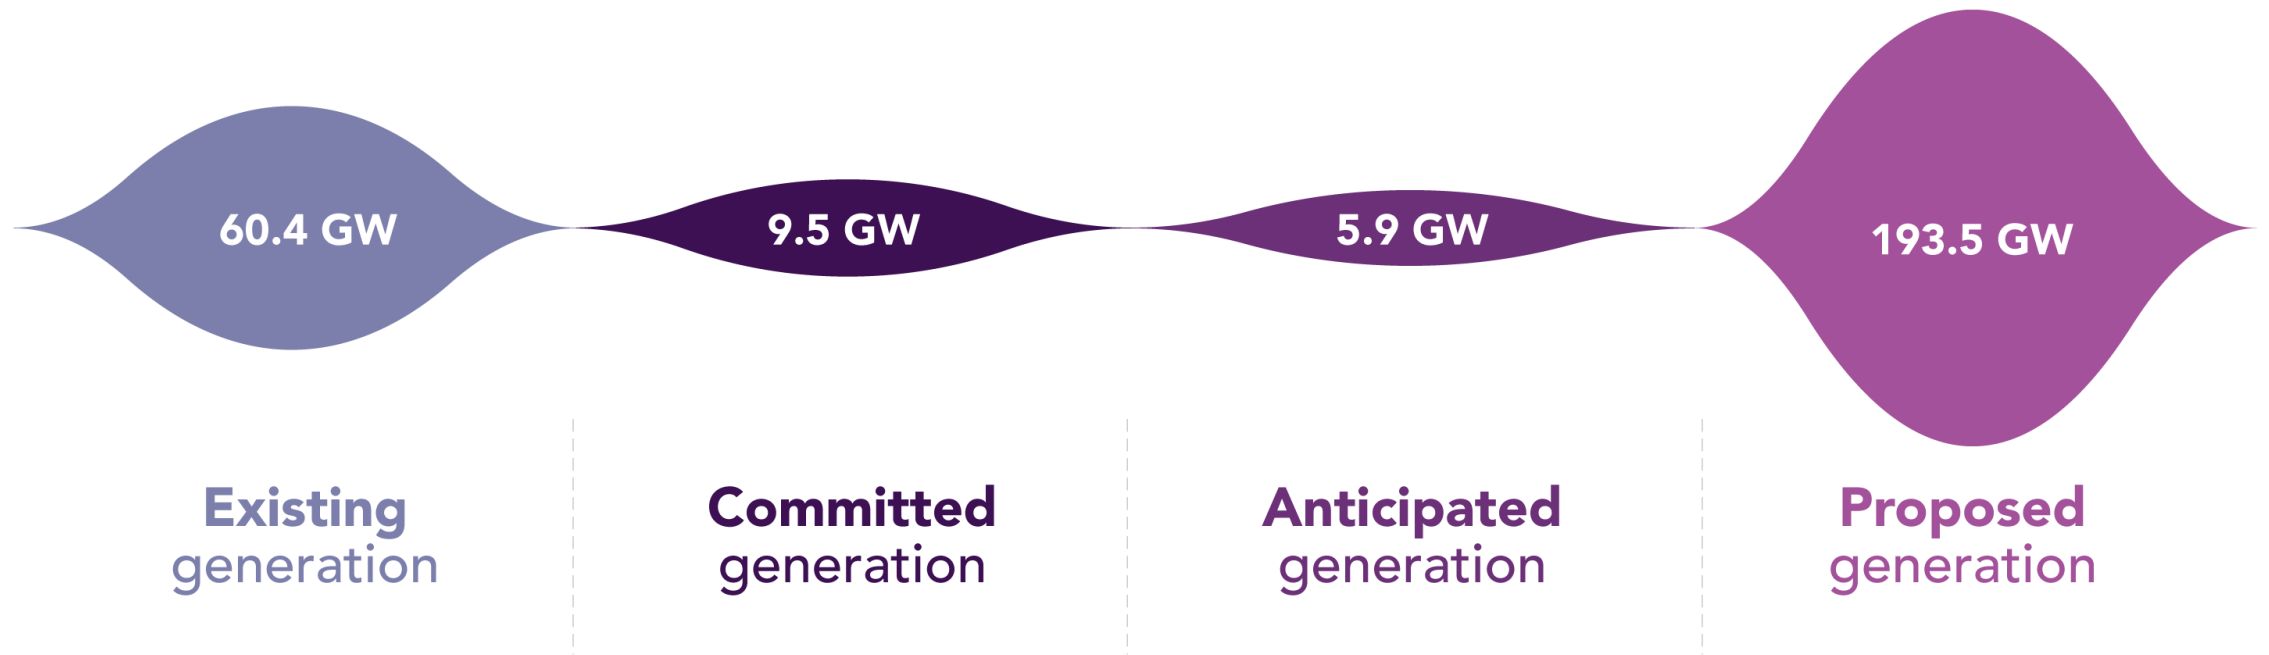 60.4 GW
9.5 GW
5.9 GW
193.5 GW
Existing
generation
Committed
generation
Anticipated
generation
Proposed
generation